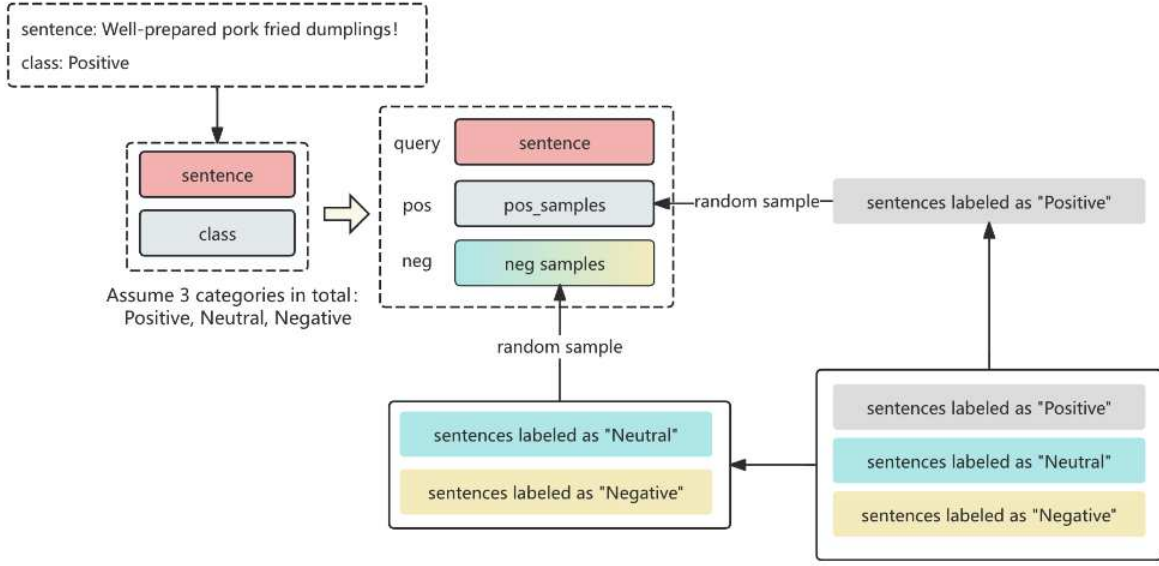 sentence: Well-prepared pork fried dumplings!
class: Positive
sentence
class
Assume 3 categories in total:
Positive, Neutral, Negative
query
sentence
pos
pos_samples
neg
neg samples
random sample
sentences labeled as "Positive"
random sample
sentences labeled as "Neutral"
sentences labeled as "Negative"
sentences labeled as "Positive"
sentences labeled as "Neutral"
sentences labeled as "Negative"